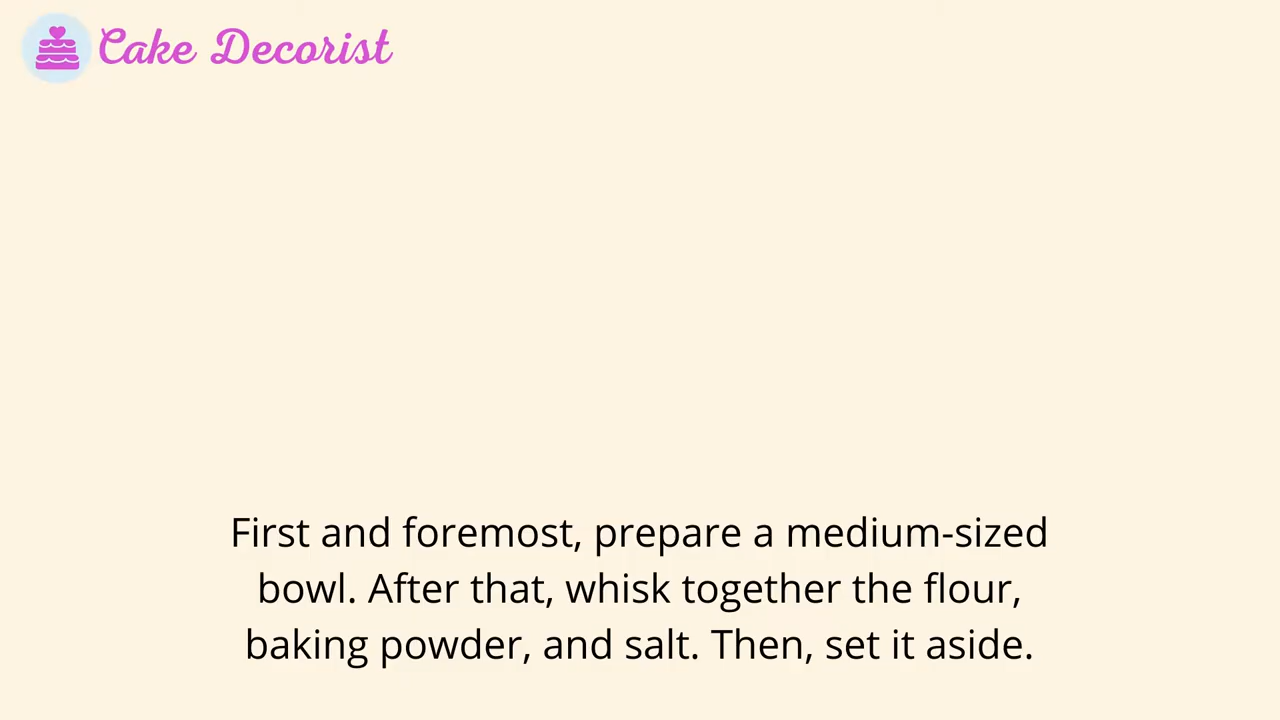 Cake Decorist
First and foremost, prepare a medium-sized
bowl. After that, whisk together the flour,
baking powder, and salt. Then, set it aside.